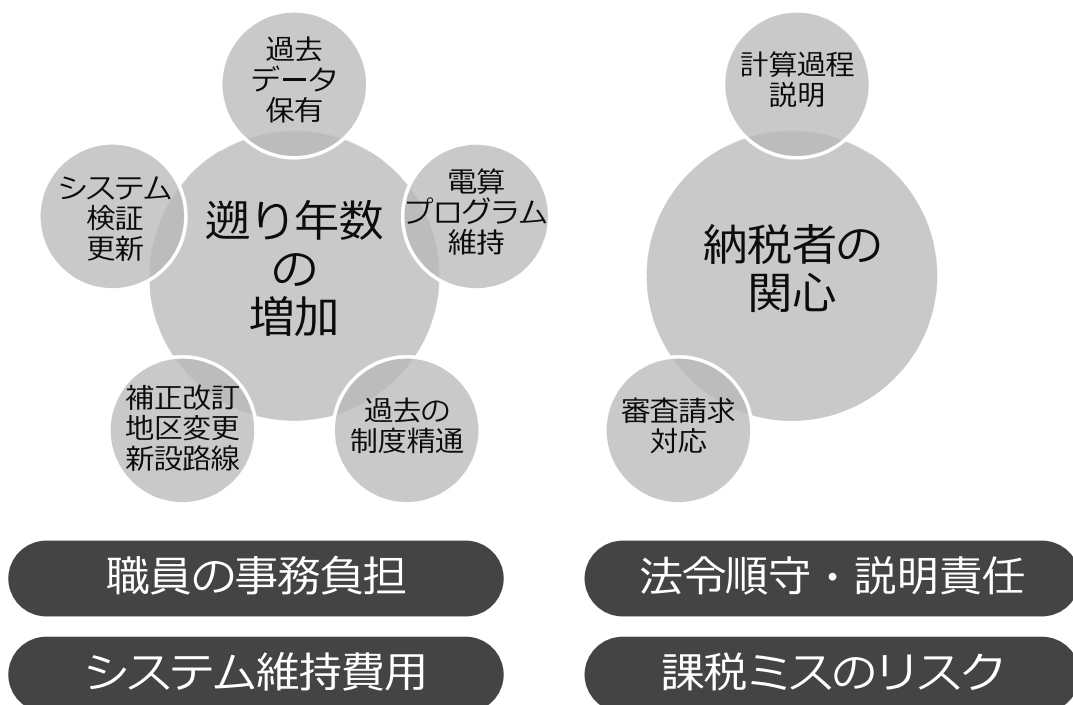 過去
データ
保有
システム
検証
更新
電算
プログラム
維持
遡り年数
の
増加
補正改訂
地区変更
新設路線
過去の
制度精通
計算過程
説明
納税者の
関心
審査請求
対応
職員の事務負担
法令順守・説明責任
システム維持費用
課税ミスのリスク